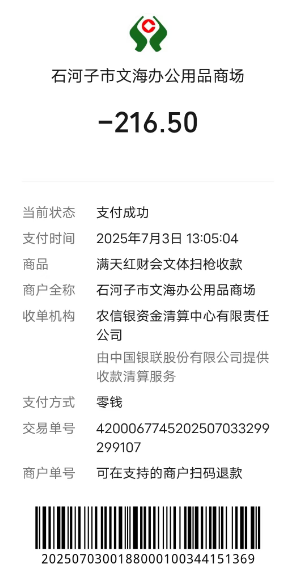 石河子市文海办公用品商场
-216.50
当前状态 支付成功
支付时间 2025年7月3日 13:05:04
商品 满天红财会文体扫枪收款
商户全称 石河子市文海办公用品商场
收单机构 农信银资金清算中心有限责任
公司
由中国银联股份有限公司提供
收款清算服务
支付方式 零钱
交易单号 4200067745202507033299
299107
商户单号 可在支持的商户扫码退款
20250703001880001003441513​69